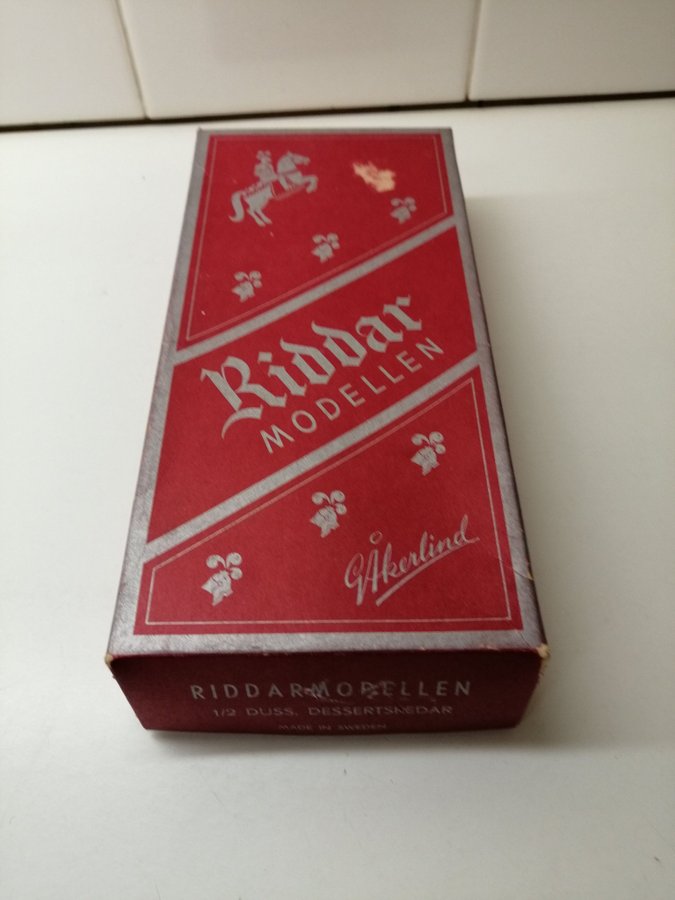 Riddar
MODELLEN
GÅkerlind
RIDDARMODELLEN
1/2 DUSS. DESSERTSKEDAR
MADE IN SWEDEN